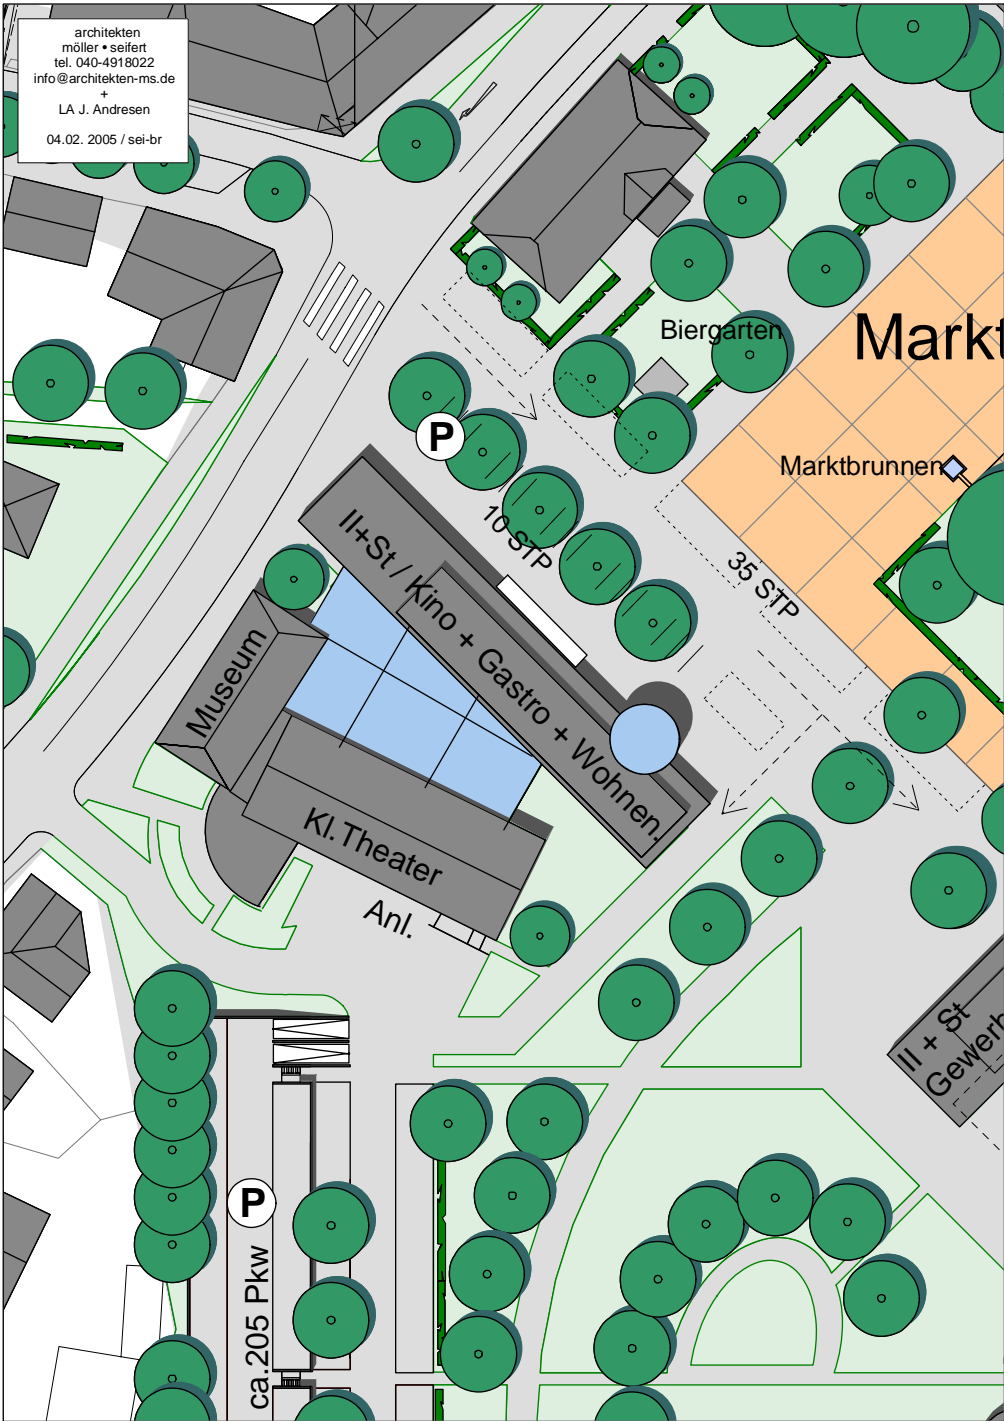 architekten
möller • seifert
tel. 040-4918022
info@architekten-ms.de
+
LA J. Andresen
04.02. 2005 / sei-br
Biergarten
Markt
P
Marktbrunnen
10 STP
35 STP
II+St / Kino + Gastro + Wohnen.
Museum
Kl.Theater
Anl.
II + St
Gewerb
P
ca.205 Pkw